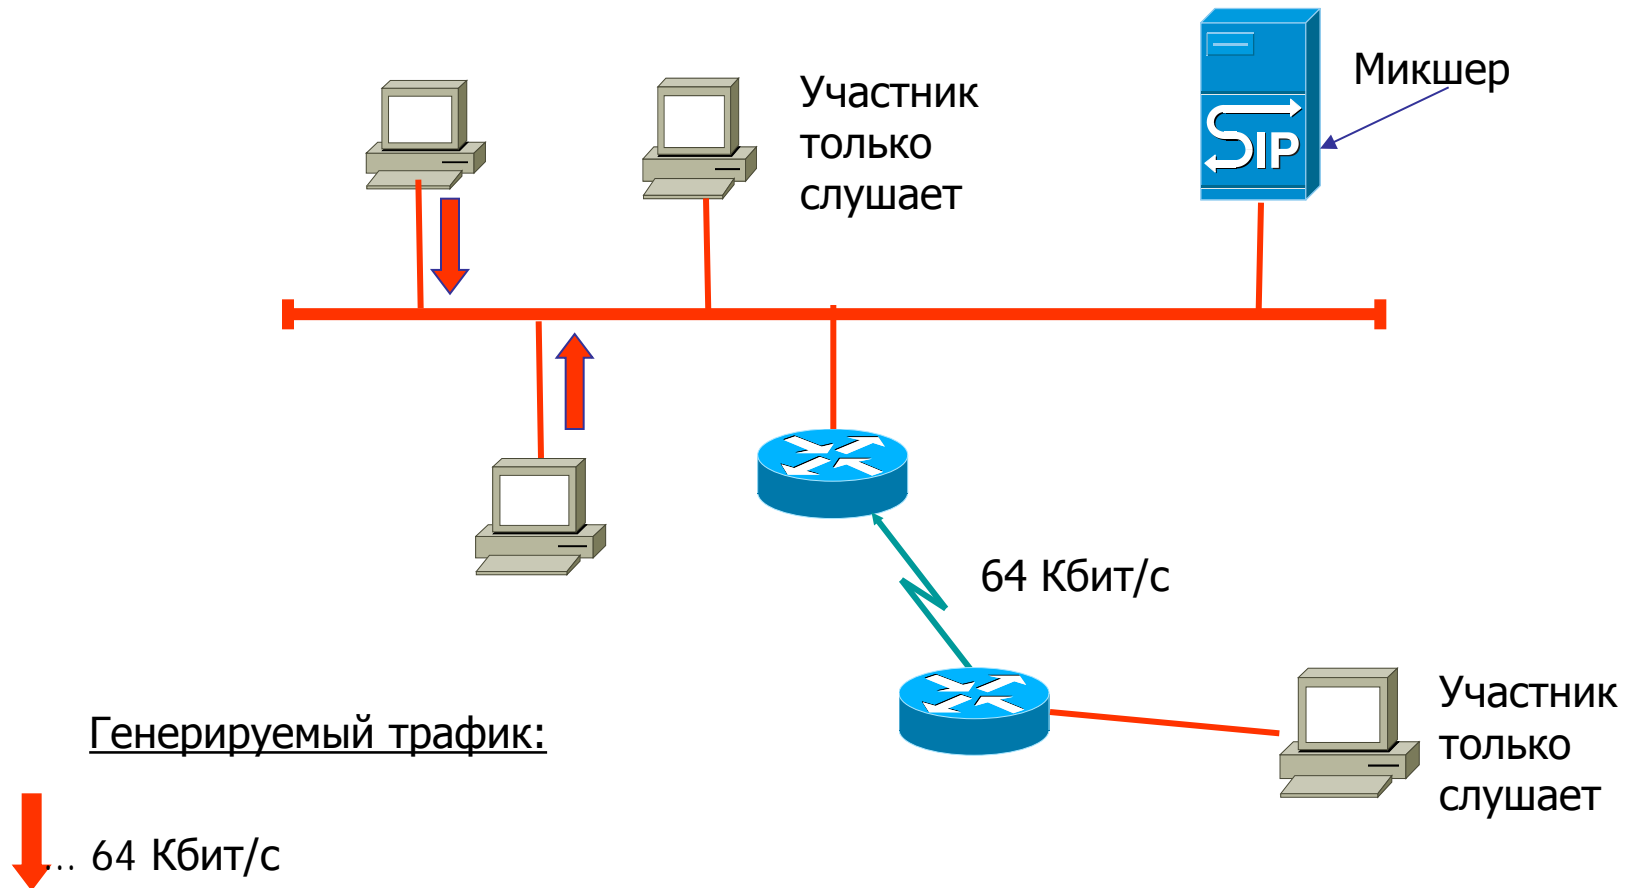 Участник
только
слушает
Микшер
SIP
64 Кбит/с
Участник
только
слушает
Генерируемый трафик:
... 64 Кбит/с